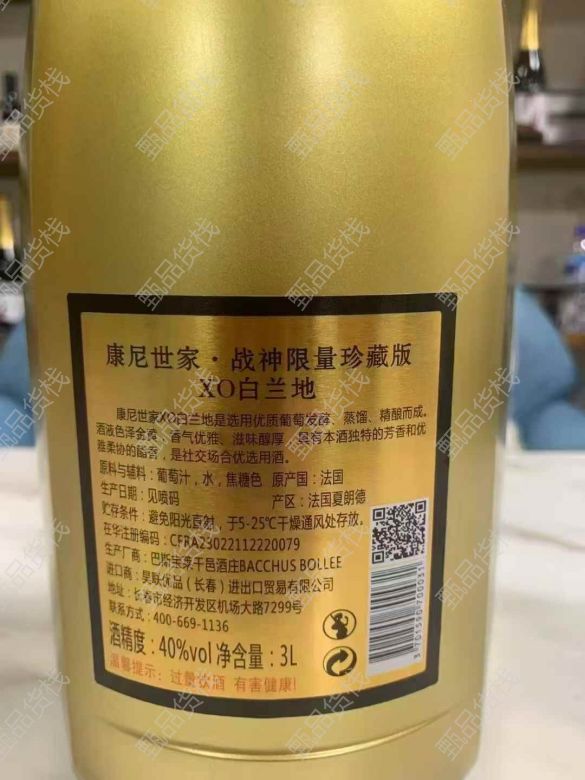 康尼世家·战神限量珍藏版
XO白兰地
康尼世家XO白兰地是选用优质葡萄发酵、蒸馏、精酿而成。
酒液色泽金黄、香气优雅、滋味醇厚、具有本酒独特的芳香和优
雅柔协的酯香，是社交场合优选用酒。
原料与辅料：葡萄汁，水，焦糖色 原产国：法国
生产日期：见喷码 产区：法国夏朗德
贮存条件：避免阳光直射，于5-25℃干燥通风处存放。
在华注册编码：CFRA23022112220079
生产厂商：巴斯宝莱干邑酒庄BACCHUS BOLLEE
进口商：昊联优品（长春）进出口贸易有限公司
地址：长春市经济开发区机场大路7299号
联系方式：400-669-1136
酒精度：40%vol 净含量：3L
温馨提示：过量饮酒 有害健康！
甄品货栈